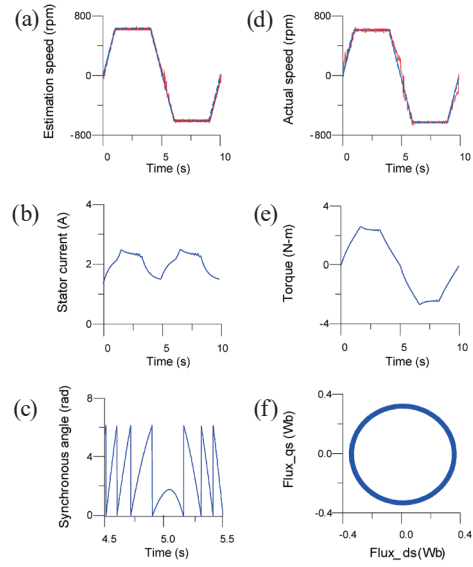 (a)
Estimation speed (rpm)
800
0
-800
0 5 10
Time (s)
(d)
Actual speed (rpm)
800
0
-800
0 5 10
Time (s)
(b)
Stator current (A)
4
2
0
0 5 10
Time (s)
(e)
Torque (N-m)
4
0
-4
0 5 10
Time (s)
(c)
Synchronous angle (rad)
8
4
0
4.5 5.5
Time (s)
(f)
Flux_qs (Wb)
0.4
0.0
-0.4
-0.4 0.0 0.4
Flux_ds(Wb)